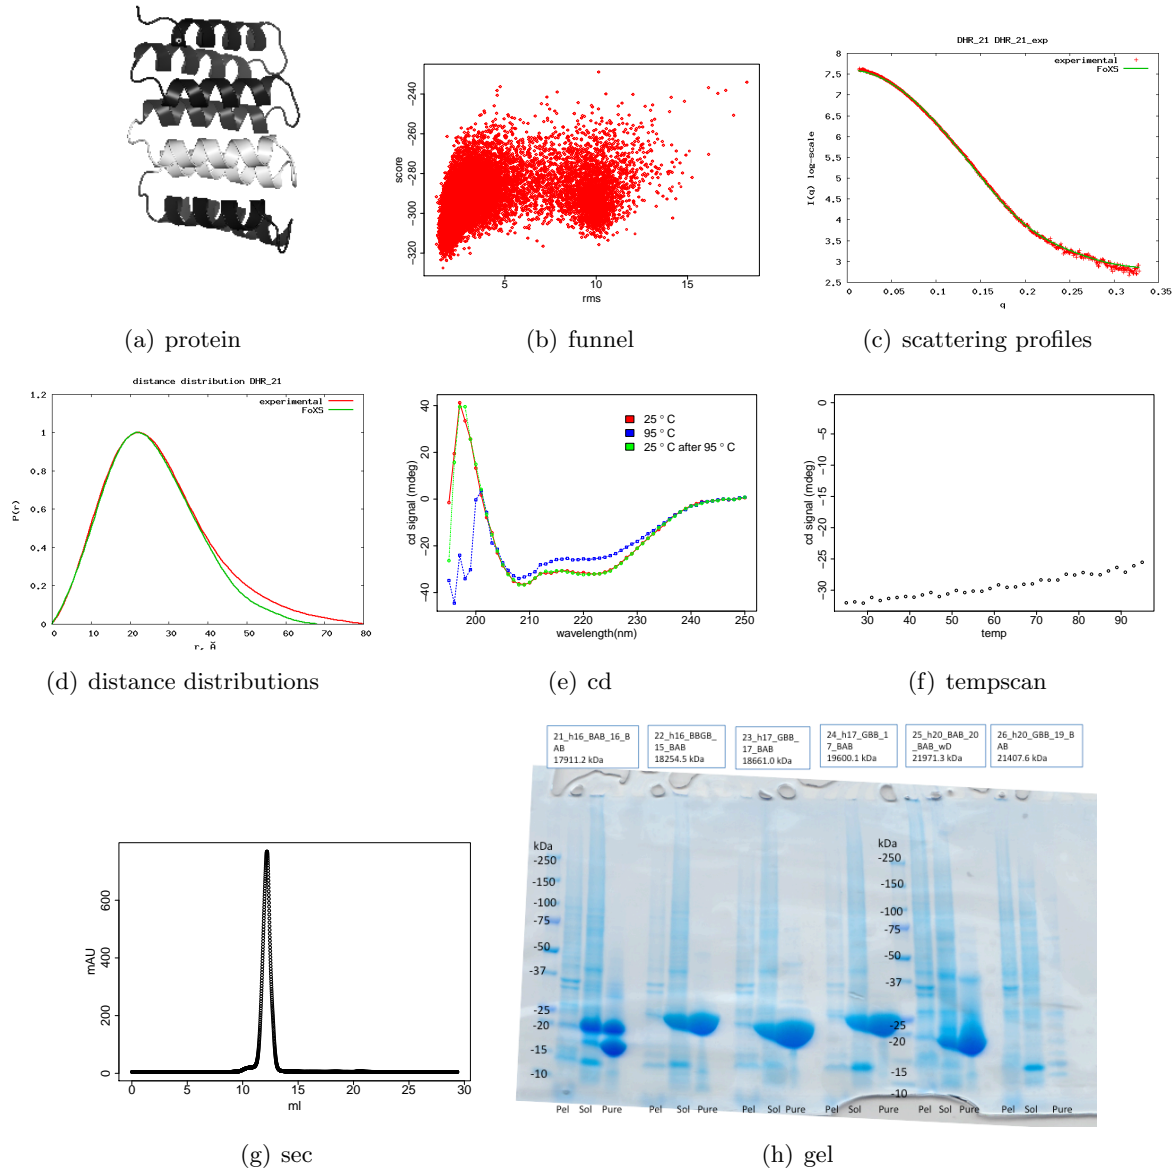 (a) protein
-240
-260
-280
-300
-320
score
5
10
15
rms
(b) funnel
DHR_21 DHR_21_exp
experimental
FoXS
7.5
7
6.5
6
5.5
5
4.5
4
3.5
3
2.5
I(q) log-scale
0
0.05
0.1
0.15
0.2
0.25
0.3
0.35
q
(c) scattering profiles
distance distribution DHR_21
experimental
FoXS
1.2
1
0.8
0.6
0.4
0.2
0
P(r)
0
10
20
30
40
50
60
70
80
(d) distance distributions
40
20
0
-20
-40
cd signal (mdeg)
25 °C
95 °C
25 °C after 95 °C
200
210
220
230
240
250
wavelength(nm)
(e) cd
0
-5
-10
-15
-20
-25
-30
cd signal (mdeg)
30
40
50
60
70
80
90
temp
(f) tempscan
600
400
200
0
mAU
0
5
10
15
20
25
30
ml
(g) sec
21_h16_BAB_16_B
AB
17911.2 kDa
22_h16_BBGB_
15_BAB
18254.5 kDa
23_h17_GBB_
17_BAB
18661.0 kDa
24_h17_GBB_1
7_BAB
19600.1 kDa
25_h20_BAB_20
_BAB_wD
21971.3 kDa
26_h20_GBB_19_B
AB
21407.6 kDa
kDa
-250
-150
-100
-75
-50
-37
-25
-20
-15
-10
kDa
-250
-150
-100
-75
-50
-37
-25
-20
-15
-10
Pel Sol Pure Pel Sol Pure Pel Sol Pure Pel Sol Pure Pel Sol Pure Pel Sol Pure
(h) gel